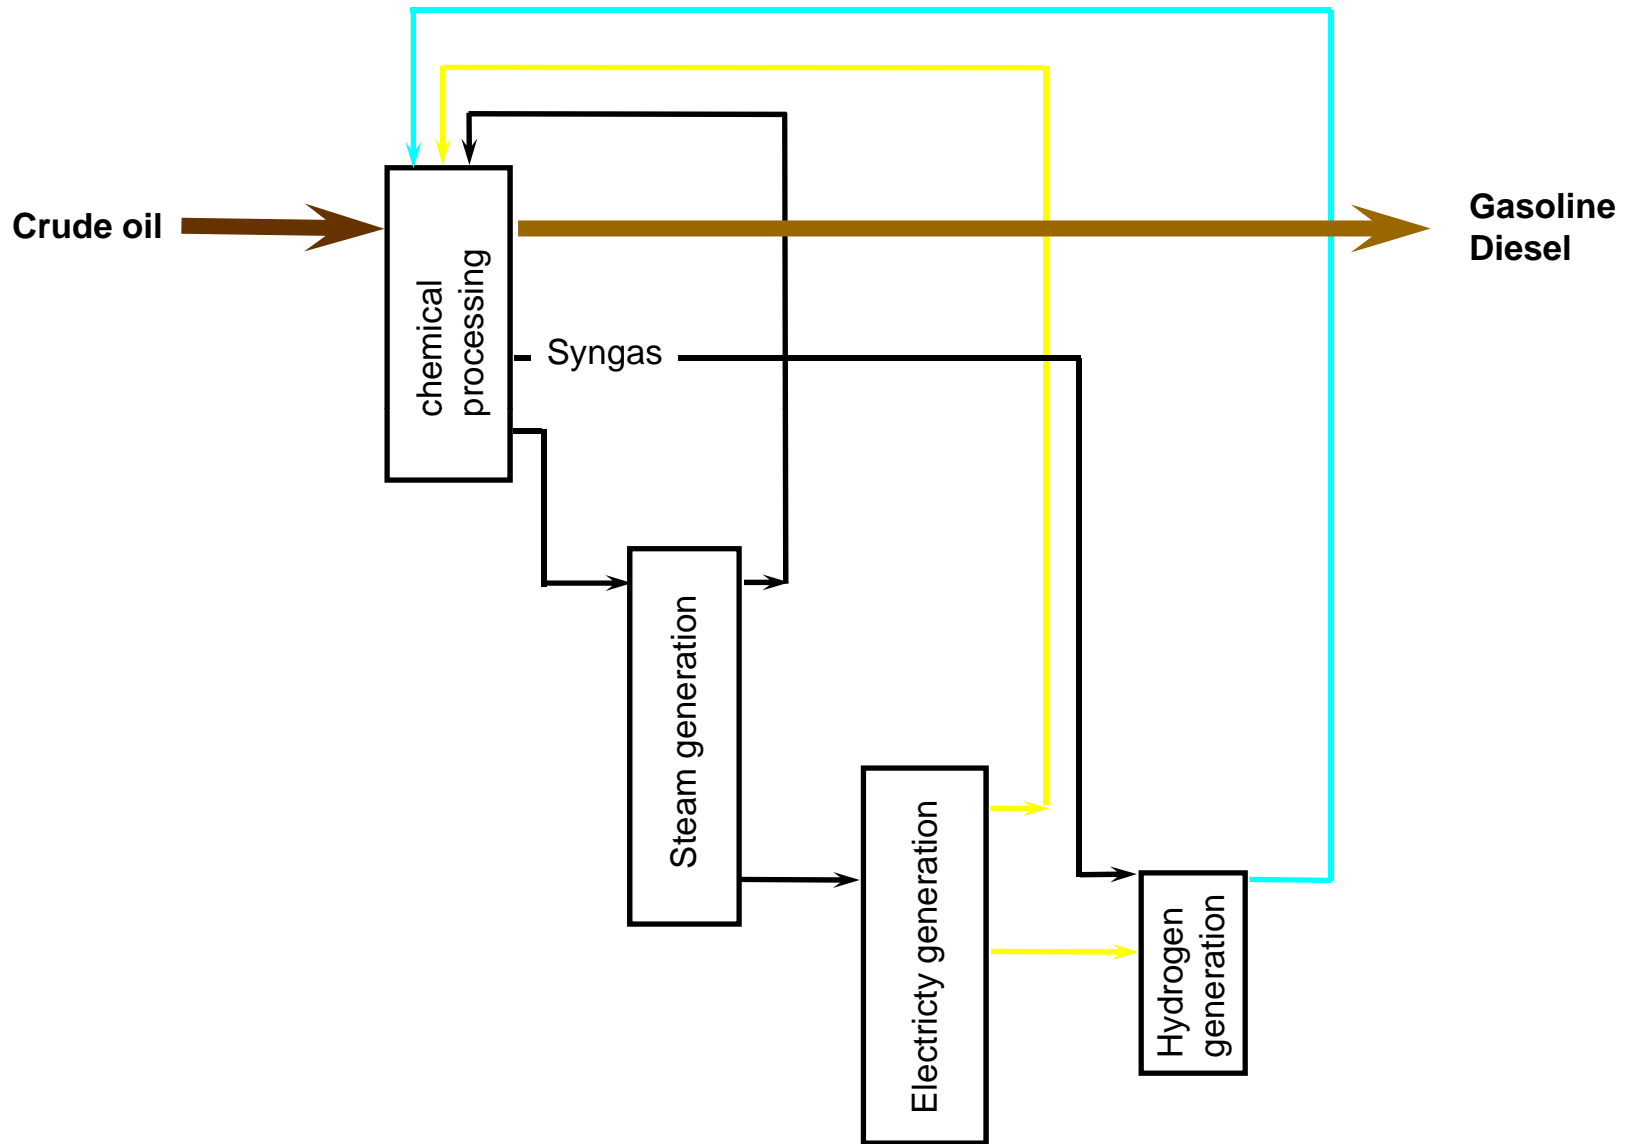 Crude oil
chemical
processing
Gasoline
Diesel
Syngas
Steam generation
Electricty generation
Hydrogen
generation